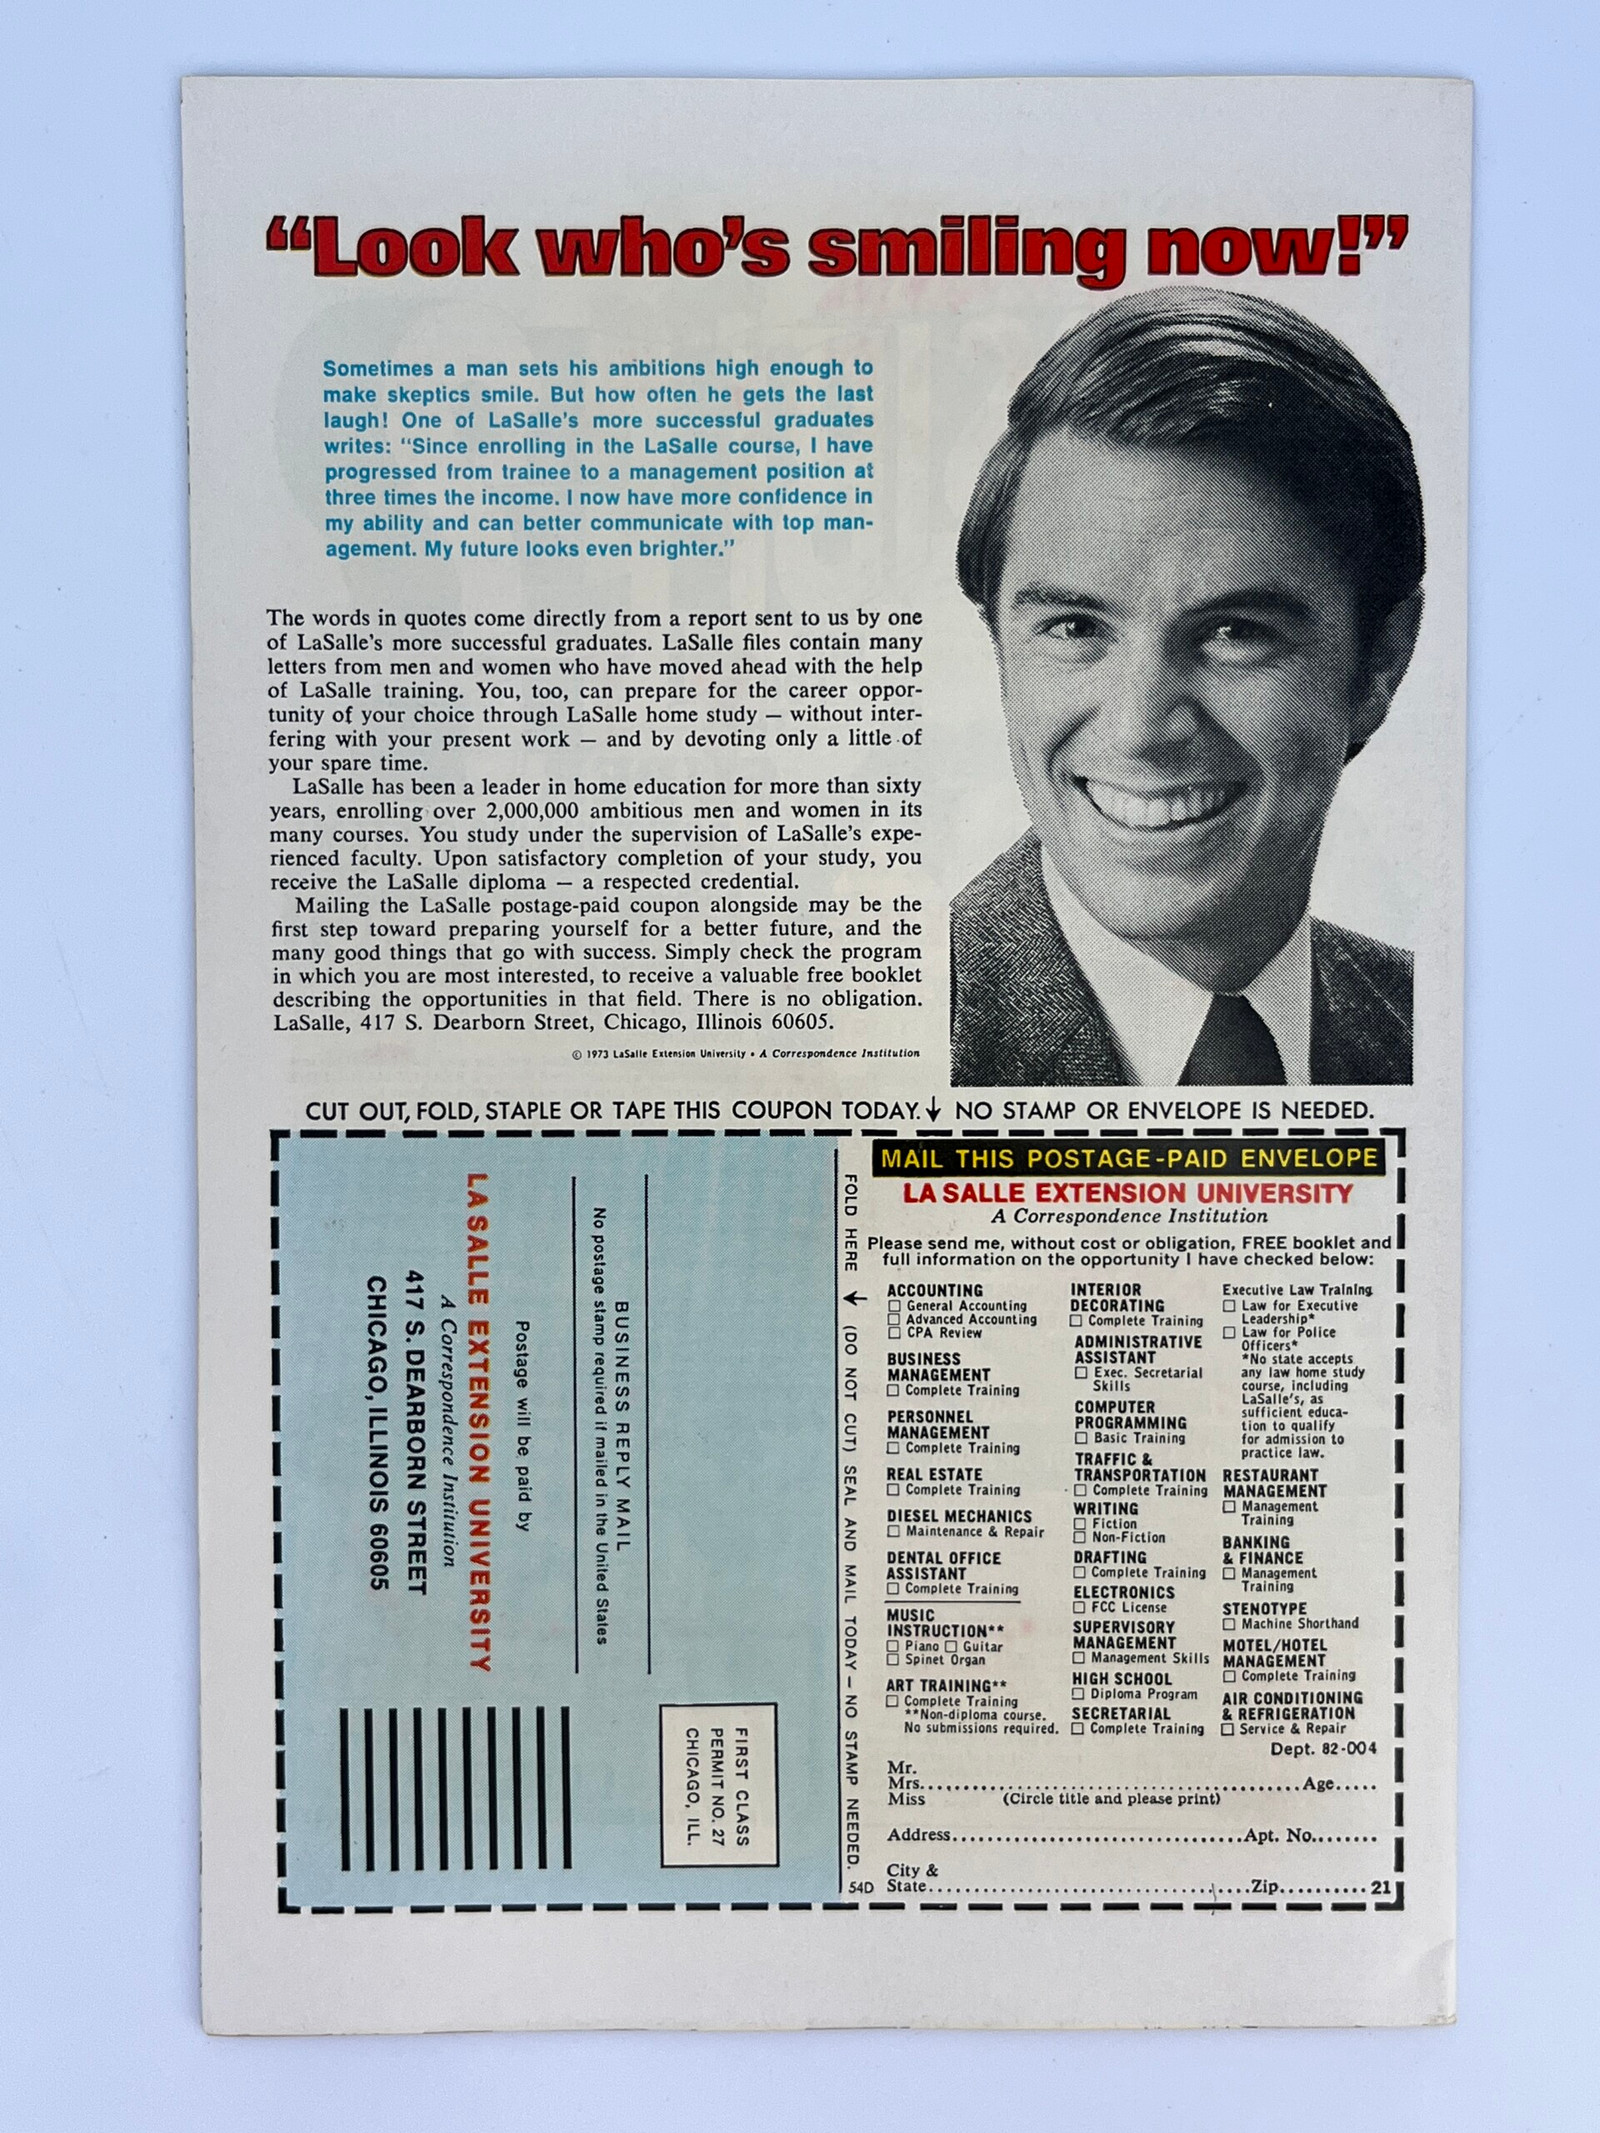 “Look who’s smiling now!”
Sometimes a man sets his ambitions high enough to
make skeptics smile. But how often he gets the last
laugh! One of LaSalle’s more successful graduates
writes: “Since enrolling in the LaSalle course, I have
progressed from trainee to a management position at
three times the income. I now have more confidence in
my ability and can better communicate with top man-
agement. My future looks even brighter.”
The words in quotes come directly from a report sent to us by one
of LaSalle’s more successful graduates. LaSalle files contain many
letters from men and women who have moved ahead with the help
of LaSalle training. You, too, can prepare for the career oppor-
tunity of your choice through LaSalle home study — without inter-
fering with your present work — and by devoting only a little of
your spare time.
LaSalle has been a leader in home education for more than sixty
years, enrolling over 2,000,000 ambitious men and women in its
many courses. You study under the supervision of LaSalle’s expe-
rienced faculty. Upon satisfactory completion of your study, you
receive the LaSalle diploma — a respected credential.
Mailing the LaSalle postage-paid coupon alongside may be the
first step toward preparing yourself for a better future, and the
many good things that go with success. Simply check the program
in which you are most interested, to receive a valuable free booklet
describing the opportunities in that field. There is no obligation.
LaSalle, 417 S. Dearborn Street, Chicago, Illinois 60605.
© 1973 LaSalle Extension University • A Correspondence Institution
CUT OUT, FOLD, STAPLE OR TAPE THIS COUPON TODAY. ↓ NO STAMP OR ENVELOPE IS NEEDED.
FIRST CLASS
PERMIT NO. 27
CHICAGO, ILL.
BUSINESS REPLY MAIL
No postage stamp required if mailed in the United States
Postage will be paid by
LA SALLE EXTENSION UNIVERSITY
A Correspondence Institution
417 S. DEARBORN STREET
CHICAGO, ILLINOIS 60605
FOLD HERE ↓ (DO NOT CUT) SEAL AND MAIL TODAY — NO STAMP NEEDED.
54D
MAIL THIS POSTAGE-PAID ENVELOPE
LA SALLE EXTENSION UNIVERSITY
A Correspondence Institution
Please send me, without cost or obligation, FREE booklet and
full information on the opportunity I have checked below:
ACCOUNTING
☐ General Accounting
☐ Advanced Accounting
☐ CPA Review
BUSINESS
MANAGEMENT
☐ Complete Training
PERSONNEL
MANAGEMENT
☐ Complete Training
REAL ESTATE
☐ Complete Training
DIESEL MECHANICS
☐ Maintenance & Repair
DENTAL OFFICE
ASSISTANT
☐ Complete Training
MUSIC
INSTRUCTION**
☐ Piano ☐ Guitar
☐ Spinet Organ
ART TRAINING**
☐ Complete Training
**Non-diploma course.
No submissions required.
INTERIOR
DECORATING
☐ Complete Training
ADMINISTRATIVE
ASSISTANT
☐ Exec. Secretarial
Skills
COMPUTER
PROGRAMMING
☐ Basic Training
TRAFFIC &
TRANSPORTATION
☐ Complete Training
WRITING
☐ Fiction
☐ Non-Fiction
DRAFTING
☐ Complete Training
ELECTRONICS
☐ FCC License
SUPERVISORY
MANAGEMENT
☐ Management Skills
HIGH SCHOOL
☐ Diploma Program
SECRETARIAL
☐ Complete Training
Executive Law Training
☐ Law for Executive
Leadership*
☐ Law for Police
Officers*
*No state accepts
any law home study
course, including
LaSalle’s, as
sufficient educa-
tion to qualify
for admission to
practice law.
RESTAURANT
MANAGEMENT
☐ Management
Training
BANKING
& FINANCE
☐ Management
Training
STENOTYPE
☐ Machine Shorthand
MOTEL/HOTEL
MANAGEMENT
☐ Complete Training
AIR CONDITIONING
& REFRIGERATION
☐ Service & Repair
Dept. 82-004
Mr.
Mrs. Age
Miss (Circle title and please print)
Address Apt. No.
City &
State Zip 21